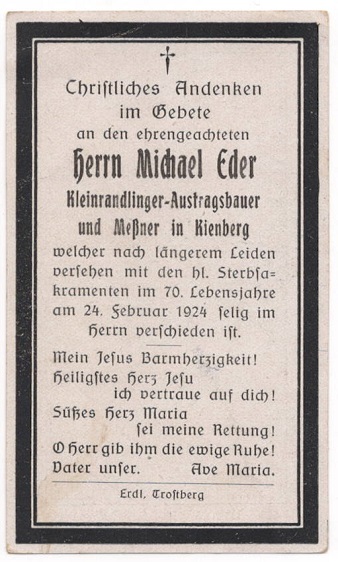 Christliches Andenken
im Gebete
an den ehrengeachteten
Herrn Michael Eder
Kleinrandlinger-Austragsbauer
und Meßner in Kienberg
welcher nach längerem Leiden
versehen mit den hl. Sterbsa-
kramenten im 70. Lebensjahre
am 24. Februar 1924 selig im
Herrn verschieden ist.
Mein Jesus Barmherzigkeit!
Heiligstes Herz Jesu
ich vertraue auf dich!
Süßes Herz Maria
sei meine Rettung!
O Herr gib ihm die ewige Ruhe!
Vater unser. Ave Maria.
Erdl, Trostberg